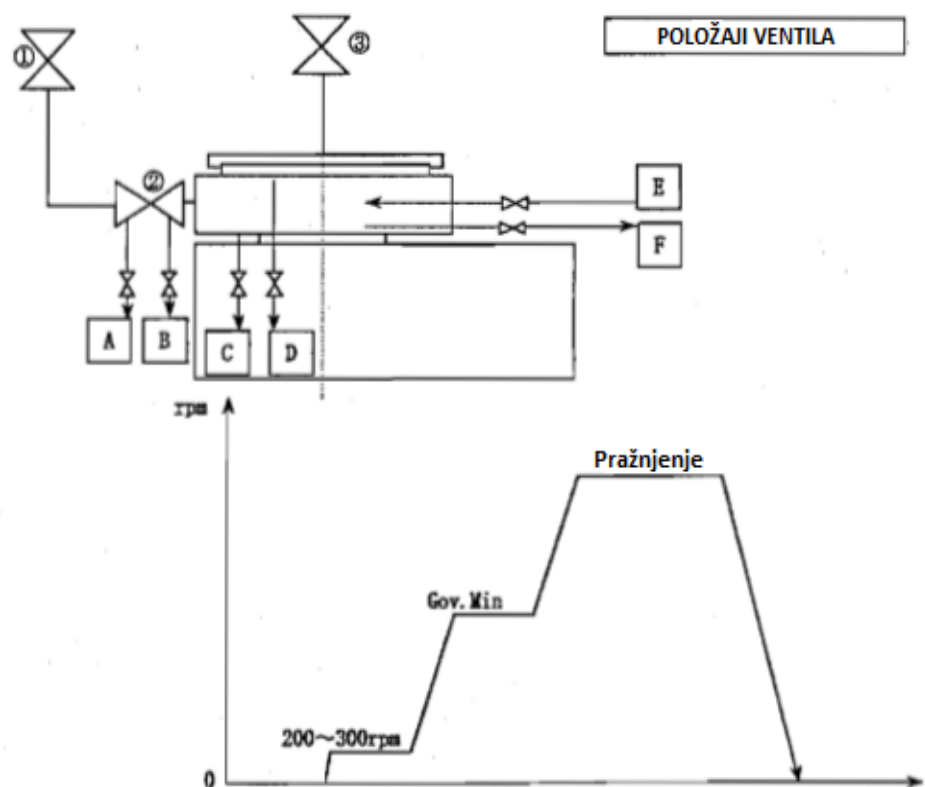 ①
③
POLOŽAJI VENTILA
②
E
F
A
B
C
D
rpm
Pražnjenje
Gov.Min
200～300rpm
0